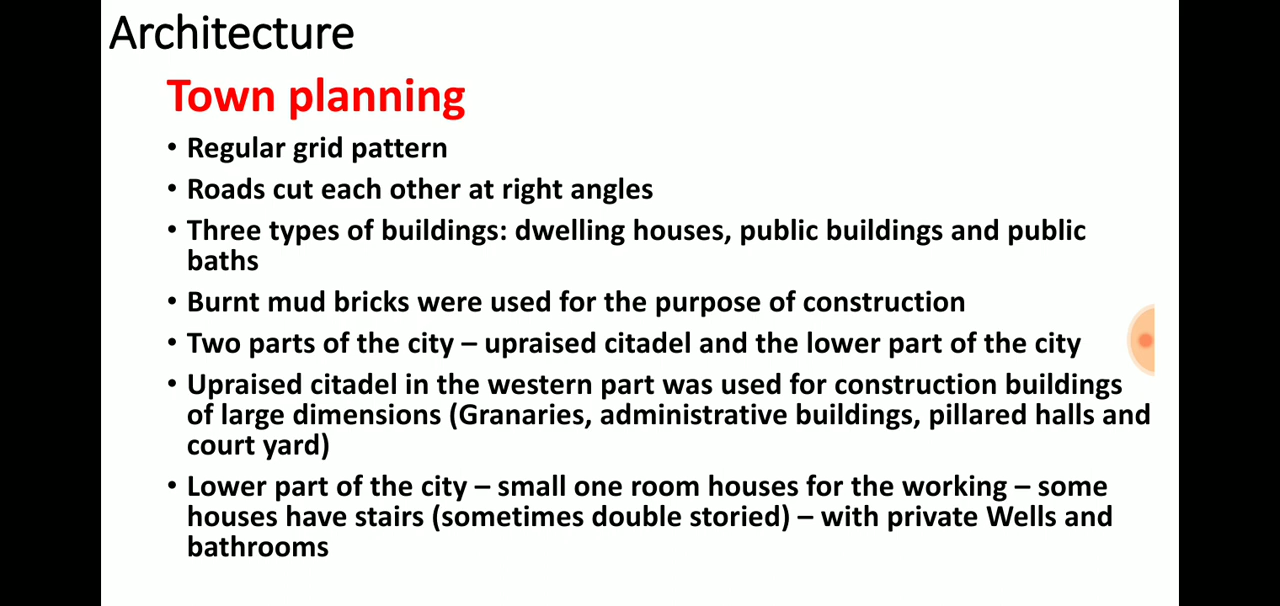 Architecture
Town planning
• Regular grid pattern
• Roads cut each other at right angles
• Three types of buildings: dwelling houses, public buildings and public
baths
• Burnt mud bricks were used for the purpose of construction
• Two parts of the city – upraised citadel and the lower part of the city
• Upraised citadel in the western part was used for construction buildings
of large dimensions (Granaries, administrative buildings, pillared halls and
court yard)
• Lower part of the city – small one room houses for the working – some
houses have stairs (sometimes double storied) – with private Wells and
bathrooms